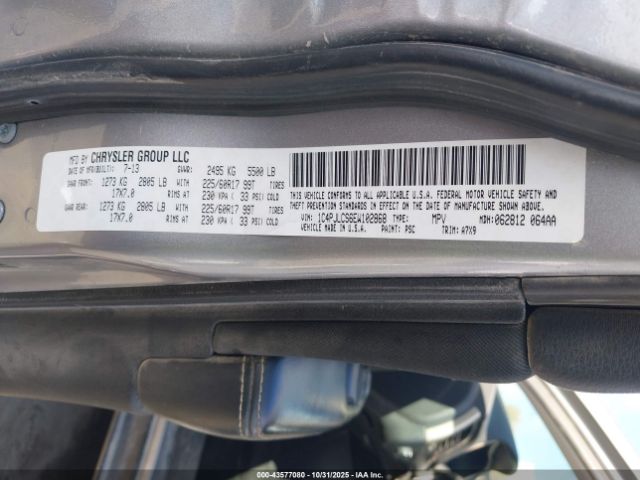 MFD BY CHRYSLER GROUP LLC
DATE OF MFR(BUILT): 7-13 GVWR: 2495 KG 5500 LB
GAWR FRONT: 1273 KG 2805 LB WITH 225/60R17 99T TIRES
17X7.0 RIMS AT 230 KPA ( 33 PSI) COLD
GAWR REAR: 1273 KG 2805 LB WITH 225/60R17 99T TIRES
17X7.0 RIMS AT 230 KPA ( 33 PSI) COLD
THIS VEHICLE CONFORMS TO ALL APPLICABLE U.S.A. FEDERAL MOTOR VEHICLE SAFETY AND
THEFT PREVENTION STANDARDS IN EFFECT ON THE DATE OF MANUFACTURE SHOWN ABOVE.
VIN: 1C4PJLCS6EW102868 TYPE: MPV MDH: 062812 064AA
VEHICLE MADE IN U.S.A. PAINT: PSC TRIM: A7X9
000-43577080 - 10/31/2025 - IAA Inc.